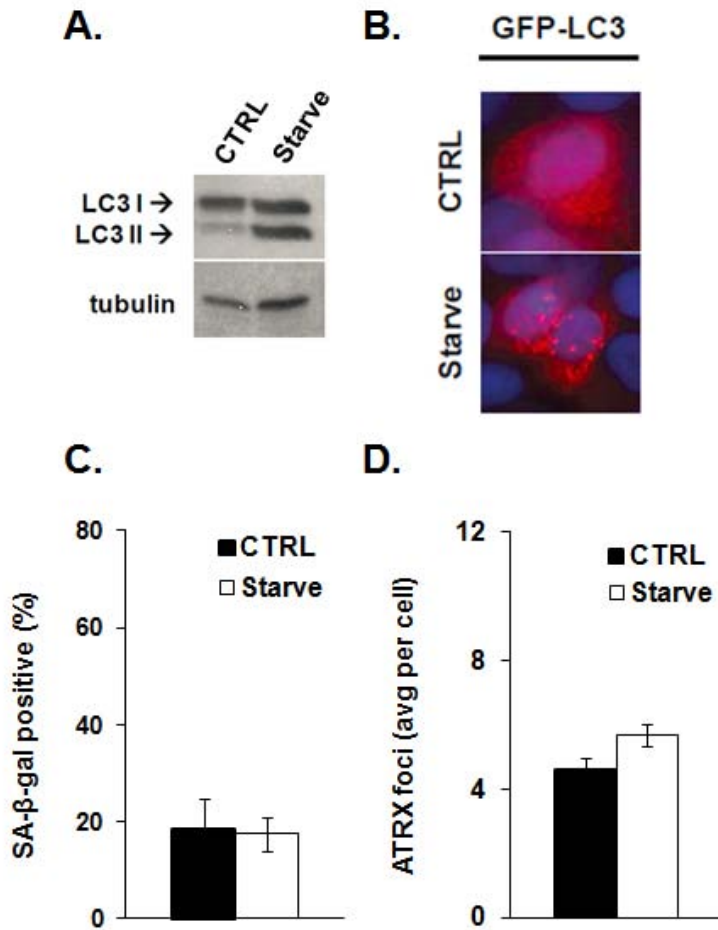 A.
CTRL
Starve
LC3 I →
LC3 II →
tubulin
B.
GFP-LC3
CTRL
Starve
C.
SA-β-gal positive (%)
80
60
40
20
0
CTRL
Starve
D.
ATRX foci (avg per cell)
12
8
4
0
CTRL
Starve